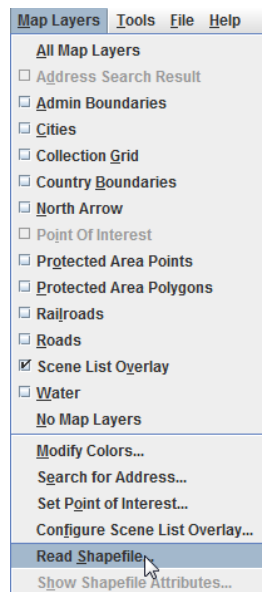 Map Layers Tools File Help
All Map Layers
Address Search Result
Admin Boundaries
Cities
Collection Grid
Country Boundaries
North Arrow
Point Of Interest
Protected Area Points
Protected Area Polygons
Railroads
Roads
Scene List Overlay
Water
No Map Layers
Modify Colors...
Search for Address...
Set Point of Interest...
Configure Scene List Overlay...
Read Shapefile...
Show Shapefile Attributes...